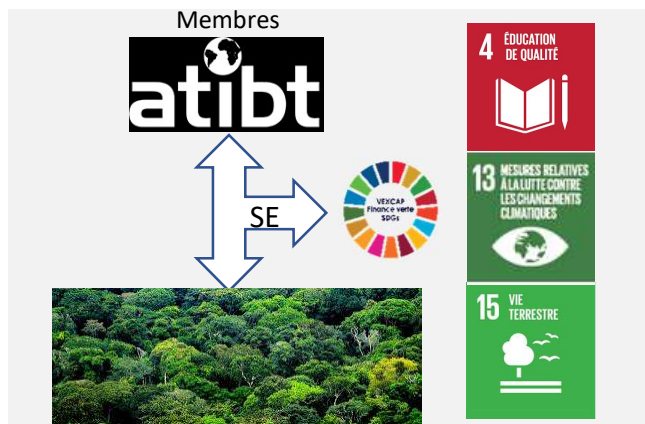 Membres
atibt
SE
VEXCAP
Finance verte
SDGs
4 ÉDUCATION
DE QUALITÉ
13 MESURES RELATIVES
À LA LUTTE CONTRE
LES CHANGEMENTS
CLIMATIQUES
15 VIE
TERRESTRE